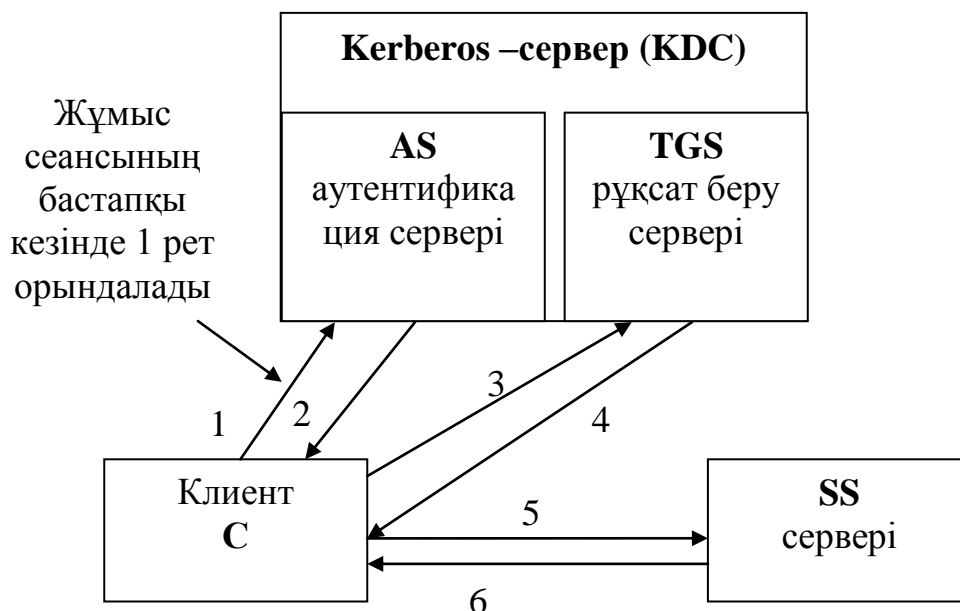 Kerberos –сервер (KDC)
Жұмыс
сеансының
бастапқы
кезінде 1 рет
орындалады
AS
аутентифика
ция сервері
TGS
рұқсат беру
сервері
1
2
3
4
Клиент
C
5
6
SS
сервері